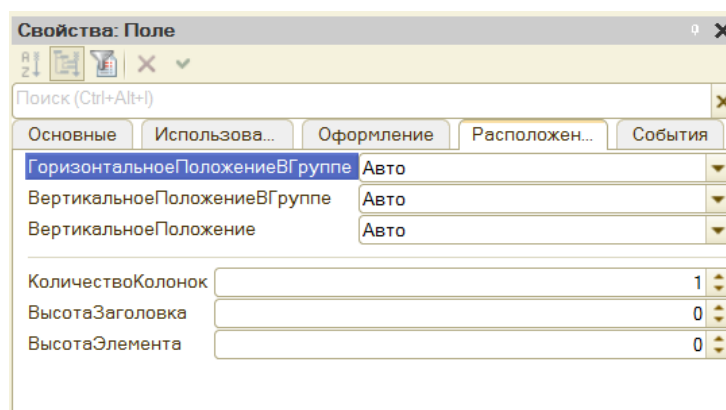 Свойства: Поле
Поиск (Ctrl+Alt+I)
Основные Использова... Оформление Расположен... События
ГоризонтальноеПоложениеВГруппе Авто
ВертикальноеПоложениеВГруппе Авто
ВертикальноеПоложение Авто
КоличествоКолонок 1
ВысотаЗаголовка 0
ВысотаЭлемента 0